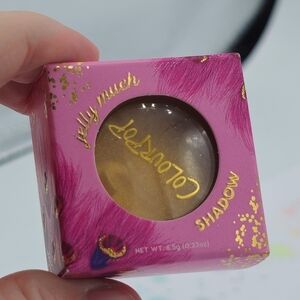 jelly much
COLOURPOP
SHADOW
NET WT. 6.5g (0.23oz)